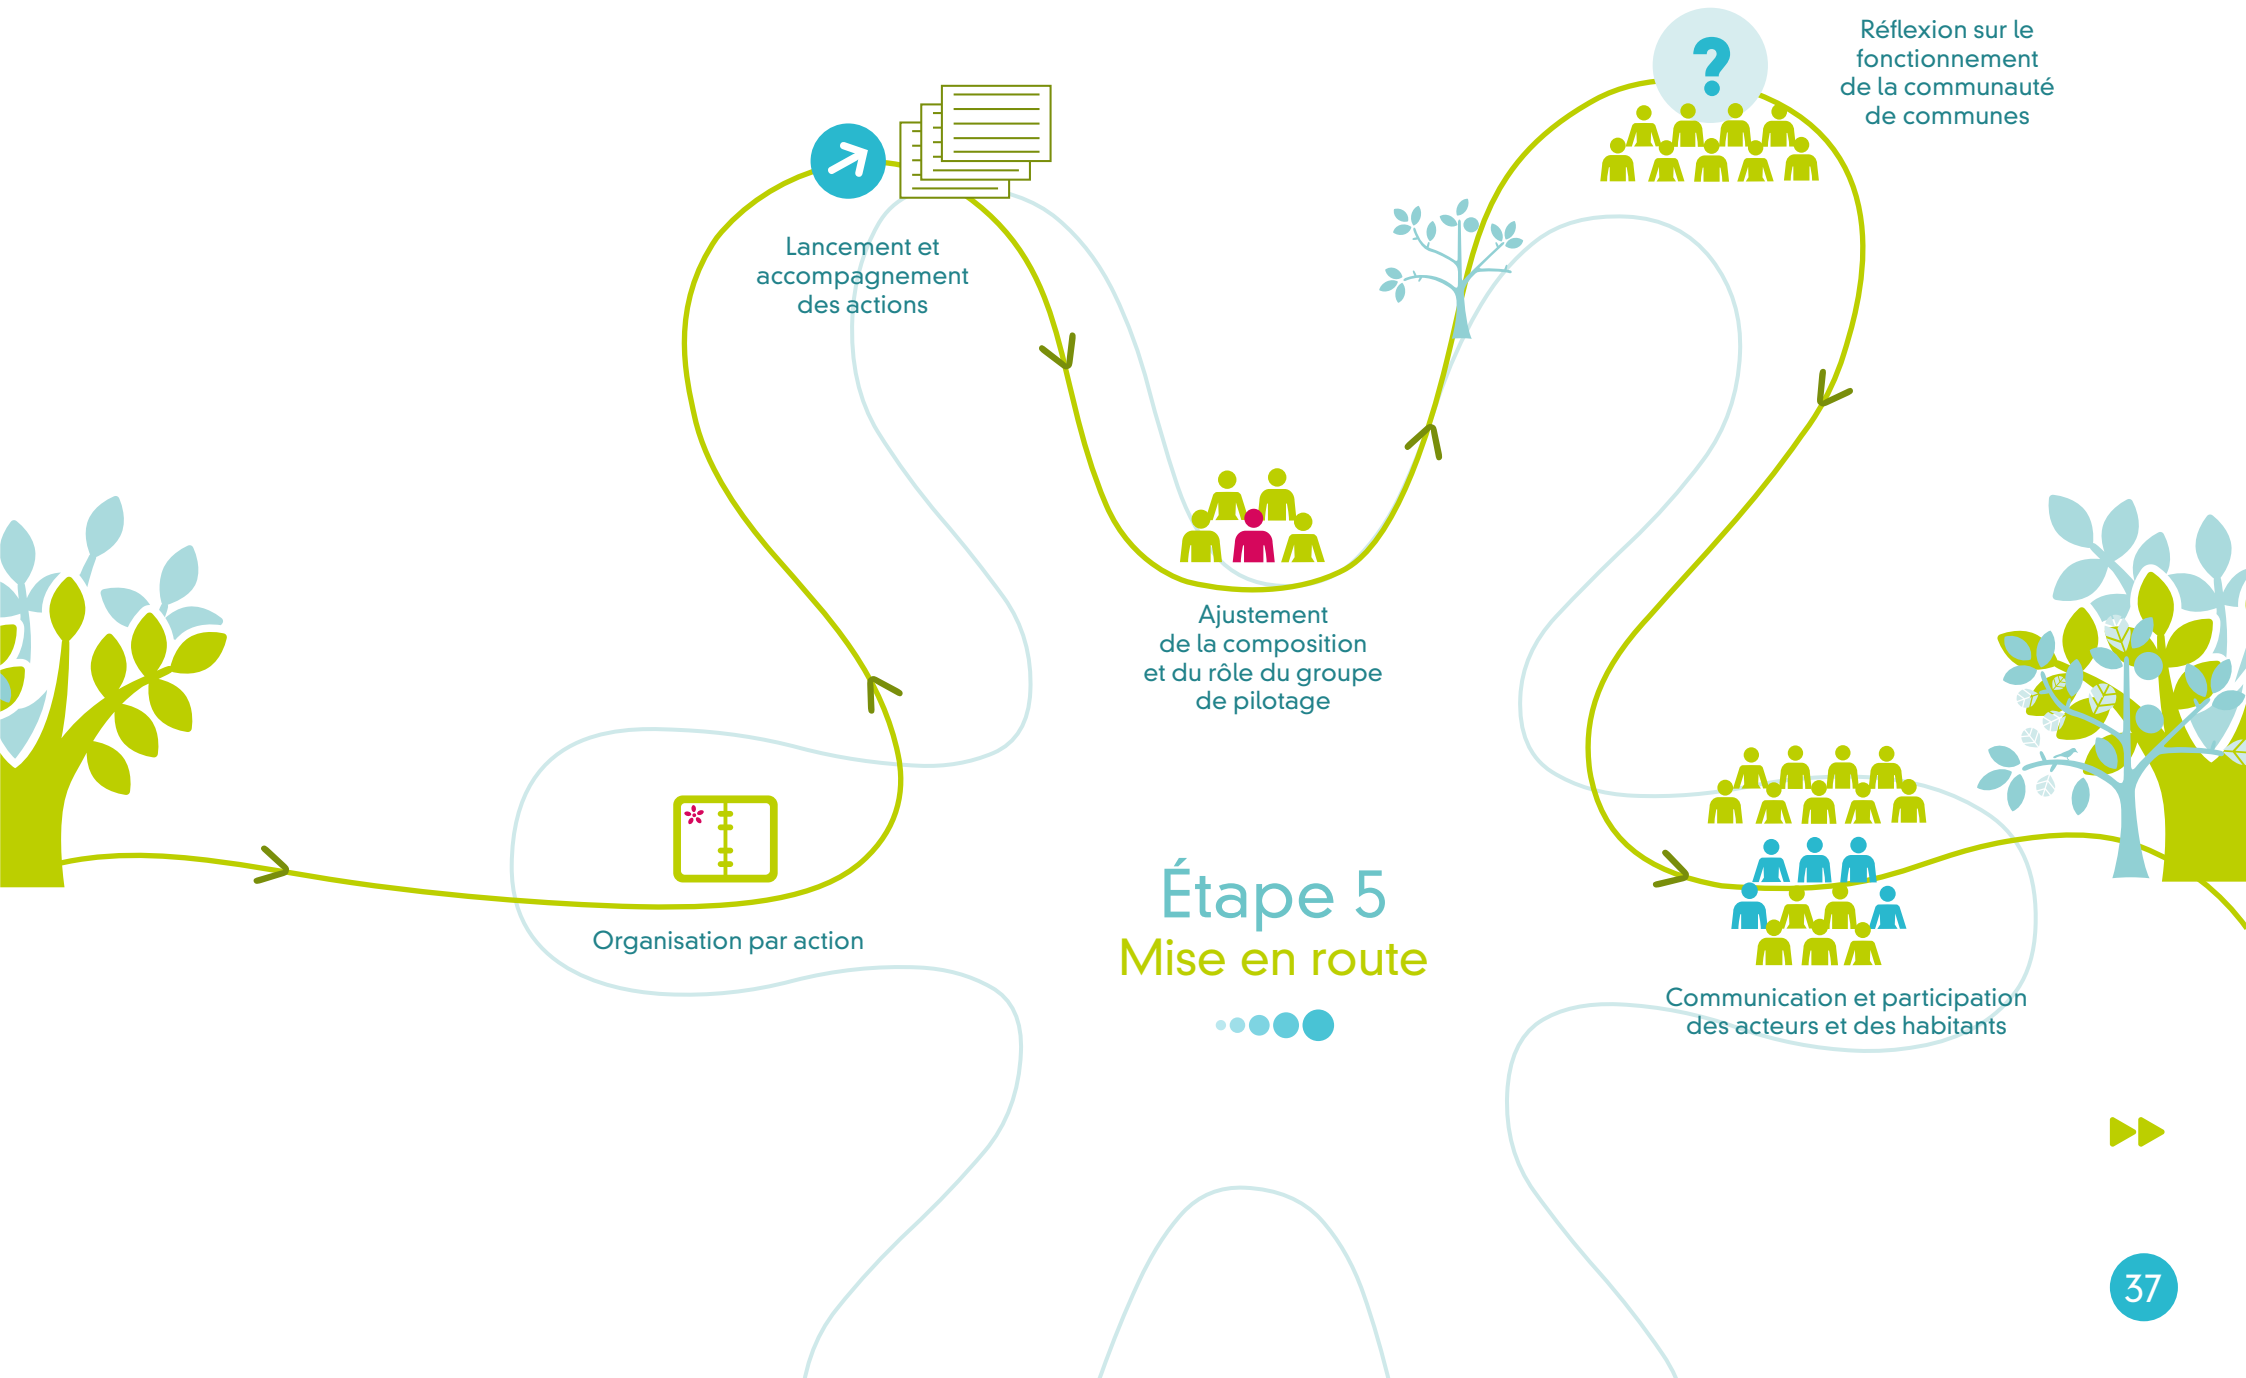 Réflexion sur le
fonctionnement
de la communauté
de communes
?
Lancement et
accompagnement
des actions
Ajustement
de la composition
et du rôle du groupe
de pilotage
Organisation par action
Étape 5
Mise en route
Communication et participation
des acteurs et des habitants
37